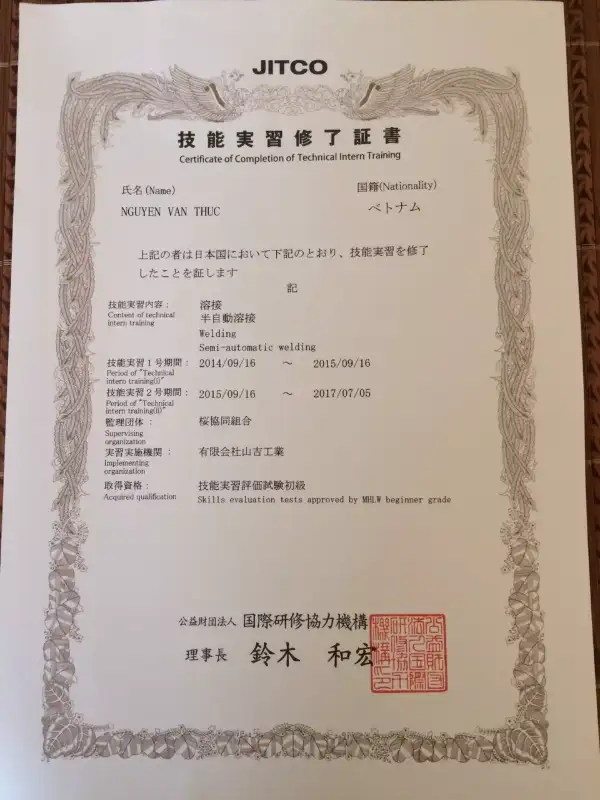 JITCO
技能実習修了証書
Certificate of Completion of Technical Intern Training
氏名(Name) 国籍(Nationality)
NGUYEN VAN THUC ベトナム
上記の者は日本国において下記のとおり、技能実習を修了
したことを証します
記
技能実習内容： 溶接
Content of technical 半自動溶接
intern training
Welding
Semi-automatic welding
技能実習1号期間： 2014/09/16 ～ 2015/09/16
Period of "Technical
intern training(I)"
技能実習2号期間： 2015/09/16 ～ 2017/07/05
Period of "Technical
intern training(II)"
監理団体： 桜協同組合
Supervising
organization
実習実施機関： 有限会社山吉工業
Implementing
organization
取得資格： 技能実習評価試験初級
Acquired qualification Skills evaluation tests approved by MHLW beginner grade
公益財団法人 国際研修協力機構
理事長 鈴木 和宏